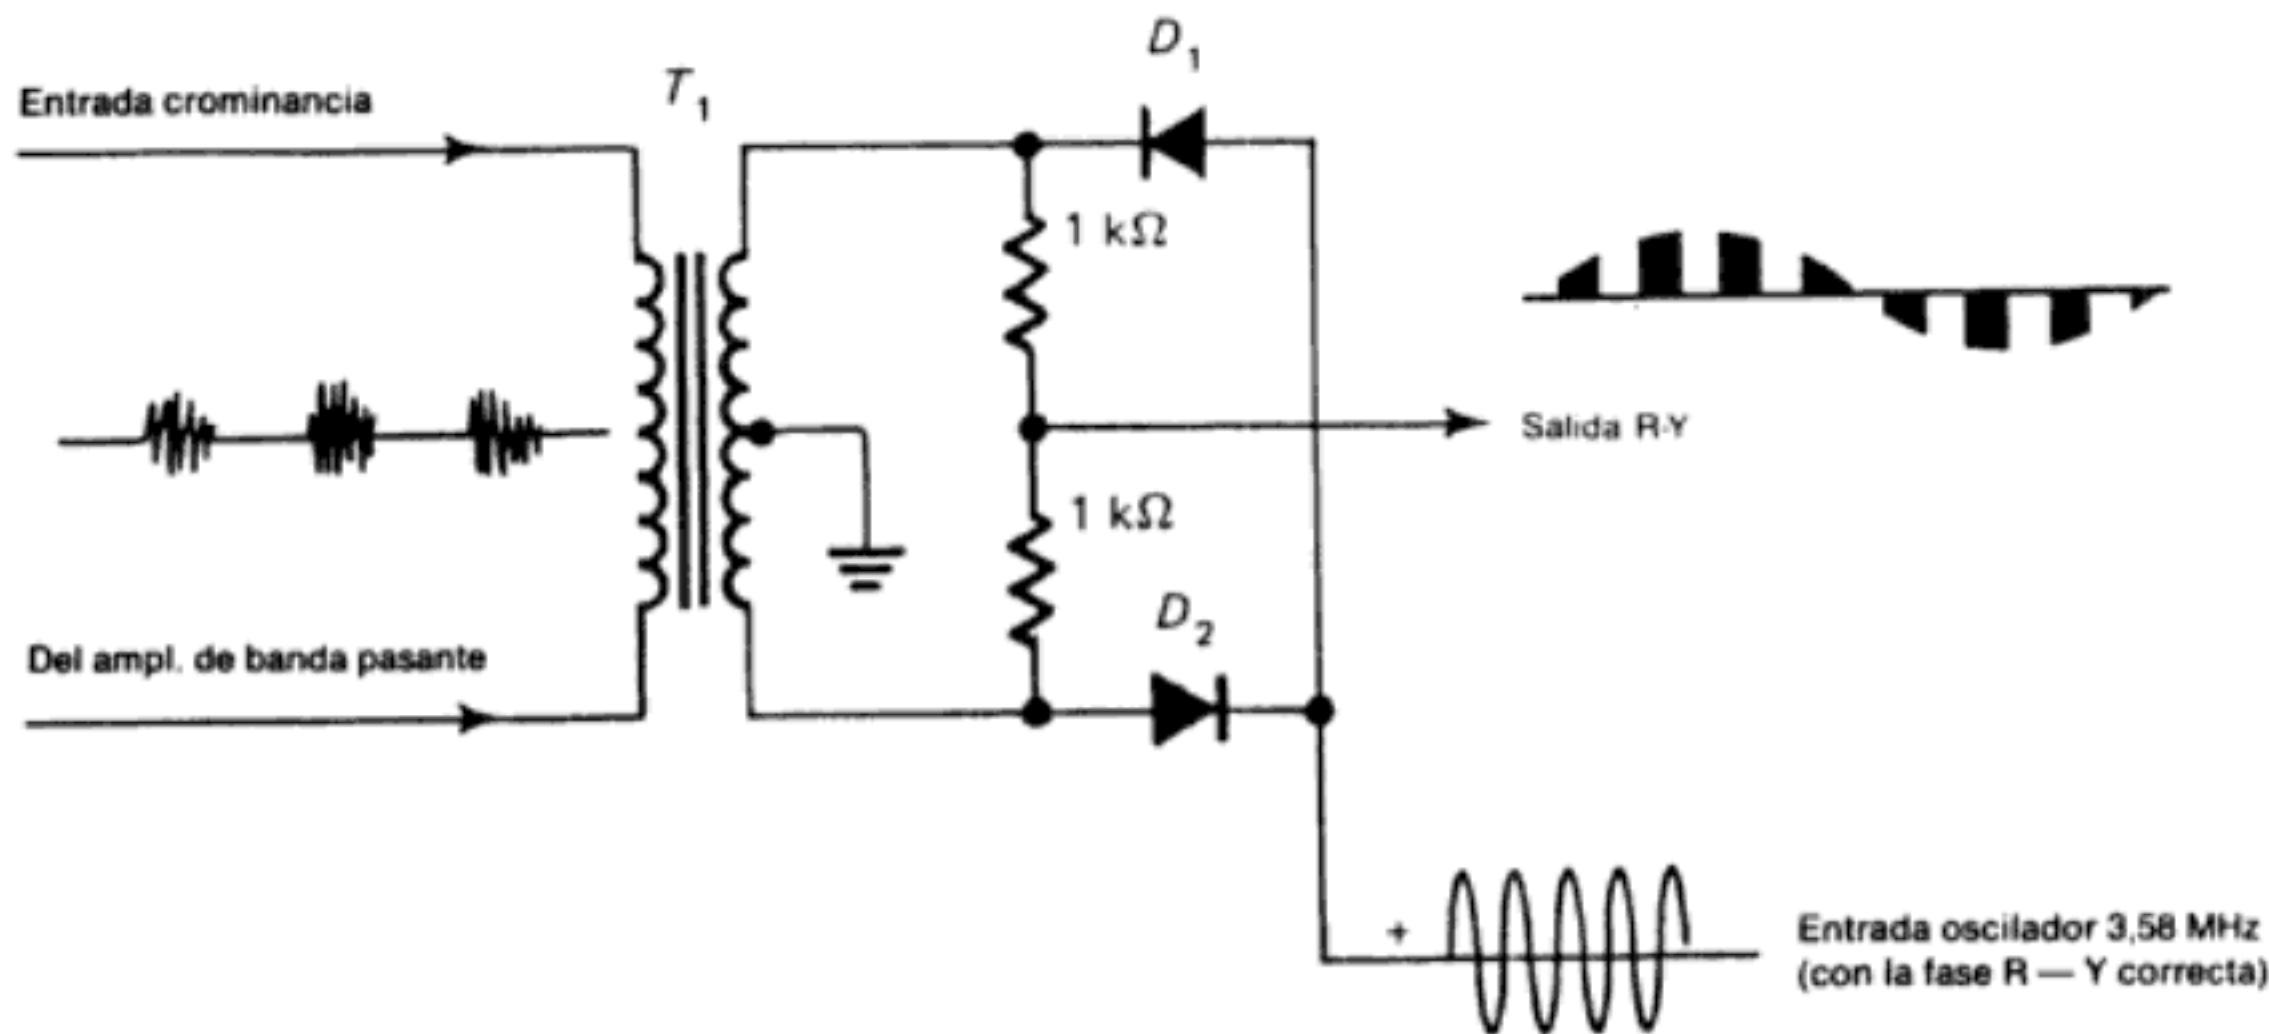 D₁
T₁
Entrada crominancia
1 kΩ
Salida R-Y
1 kΩ
D₂
Del ampl. de banda pasante
+
Entrada oscilador 3,58 MHz
(con la fase R — Y correcta)